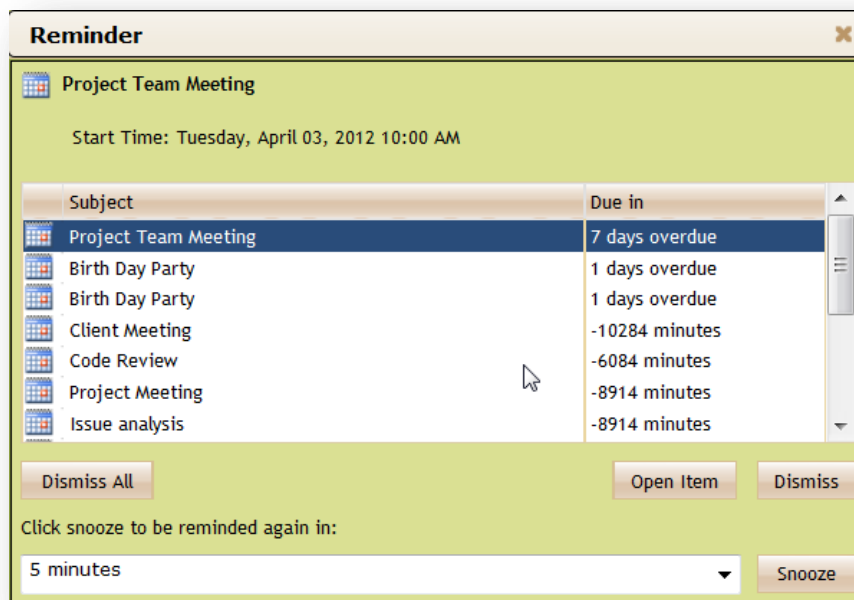 Reminder
Project Team Meeting
Start Time: Tuesday, April 03, 2012 10:00 AM
Subject Due in
Project Team Meeting 7 days overdue
Birth Day Party 1 days overdue
Birth Day Party 1 days overdue
Client Meeting -10284 minutes
Code Review -6084 minutes
Project Meeting -8914 minutes
Issue analysis -8914 minutes
Dismiss All Open Item Dismiss
Click snooze to be reminded again in:
5 minutes Snooze